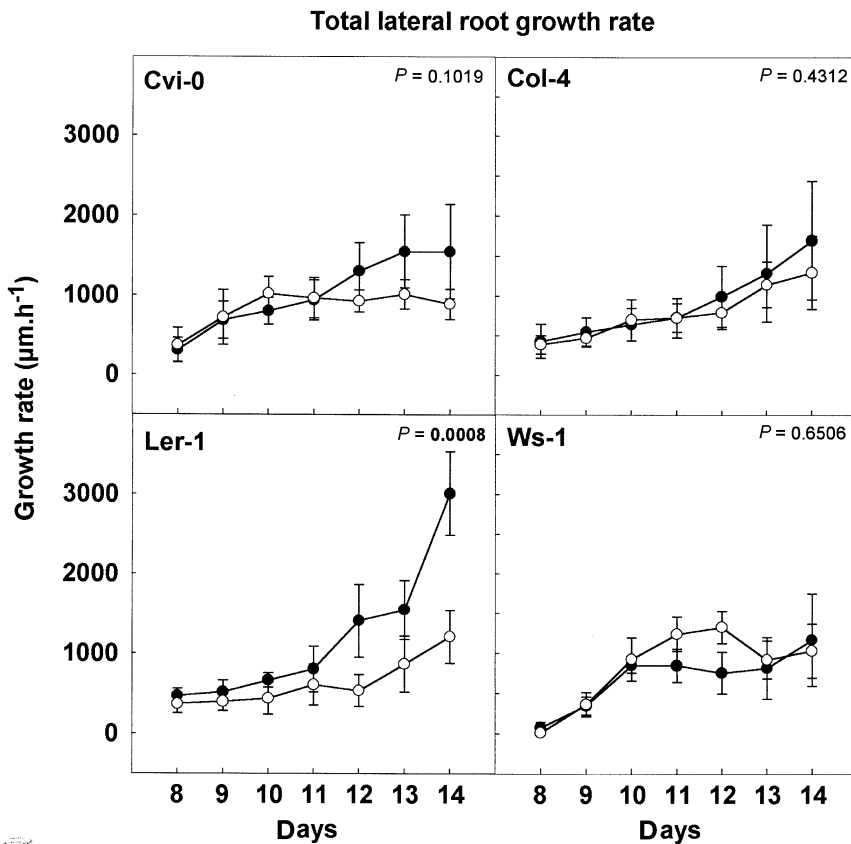 Total lateral root growth rate
Cvi-0
P = 0.1019
Col-4
P = 0.4312
3000
2000
1000
0
Growth rate (µm.h⁻¹)
Ler-1
P = 0.0008
Ws-1
P = 0.6506
3000
2000
1000
0
8 9 10 11 12 13 14
8 9 10 11 12 13 14
Days
Days